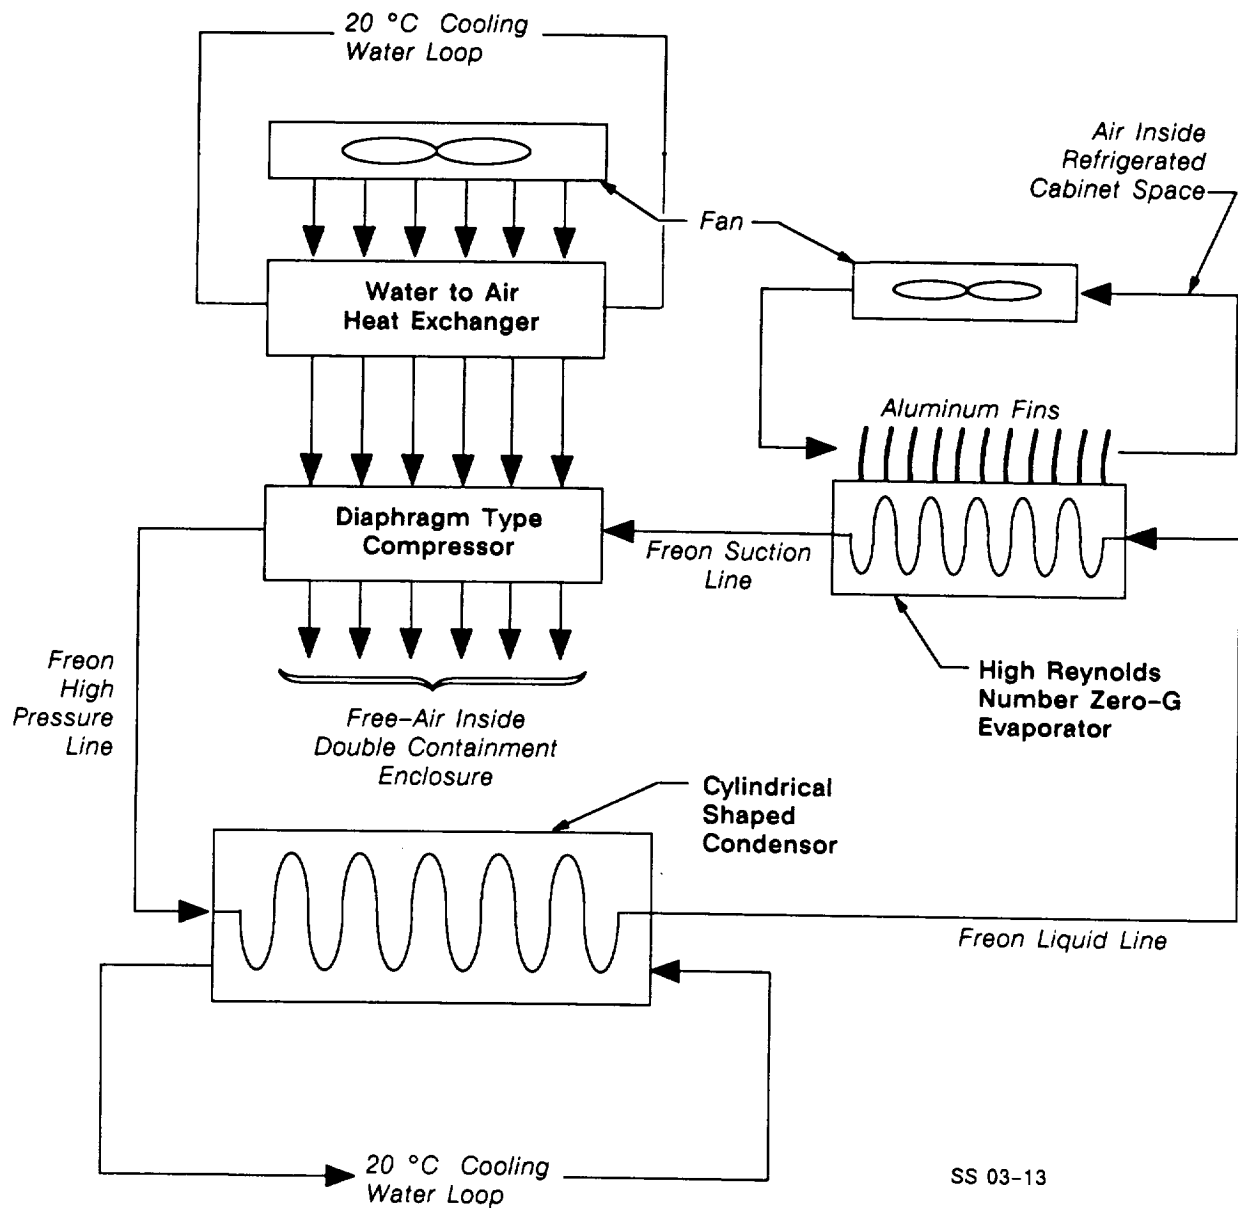 20 °C Cooling
Water Loop
Air Inside
Refrigerated
Cabinet Space
Fan
Water to Air
Heat Exchanger
Aluminum Fins
Diaphragm Type
Compressor
Freon Suction
Line
Freon
High
Pressure
Line
High Reynolds
Number Zero-G
Evaporator
Free-Air Inside
Double Containment
Enclosure
Cylindrical
Shaped
Condensor
Freon Liquid Line
20 °C Cooling
Water Loop
SS 03-13